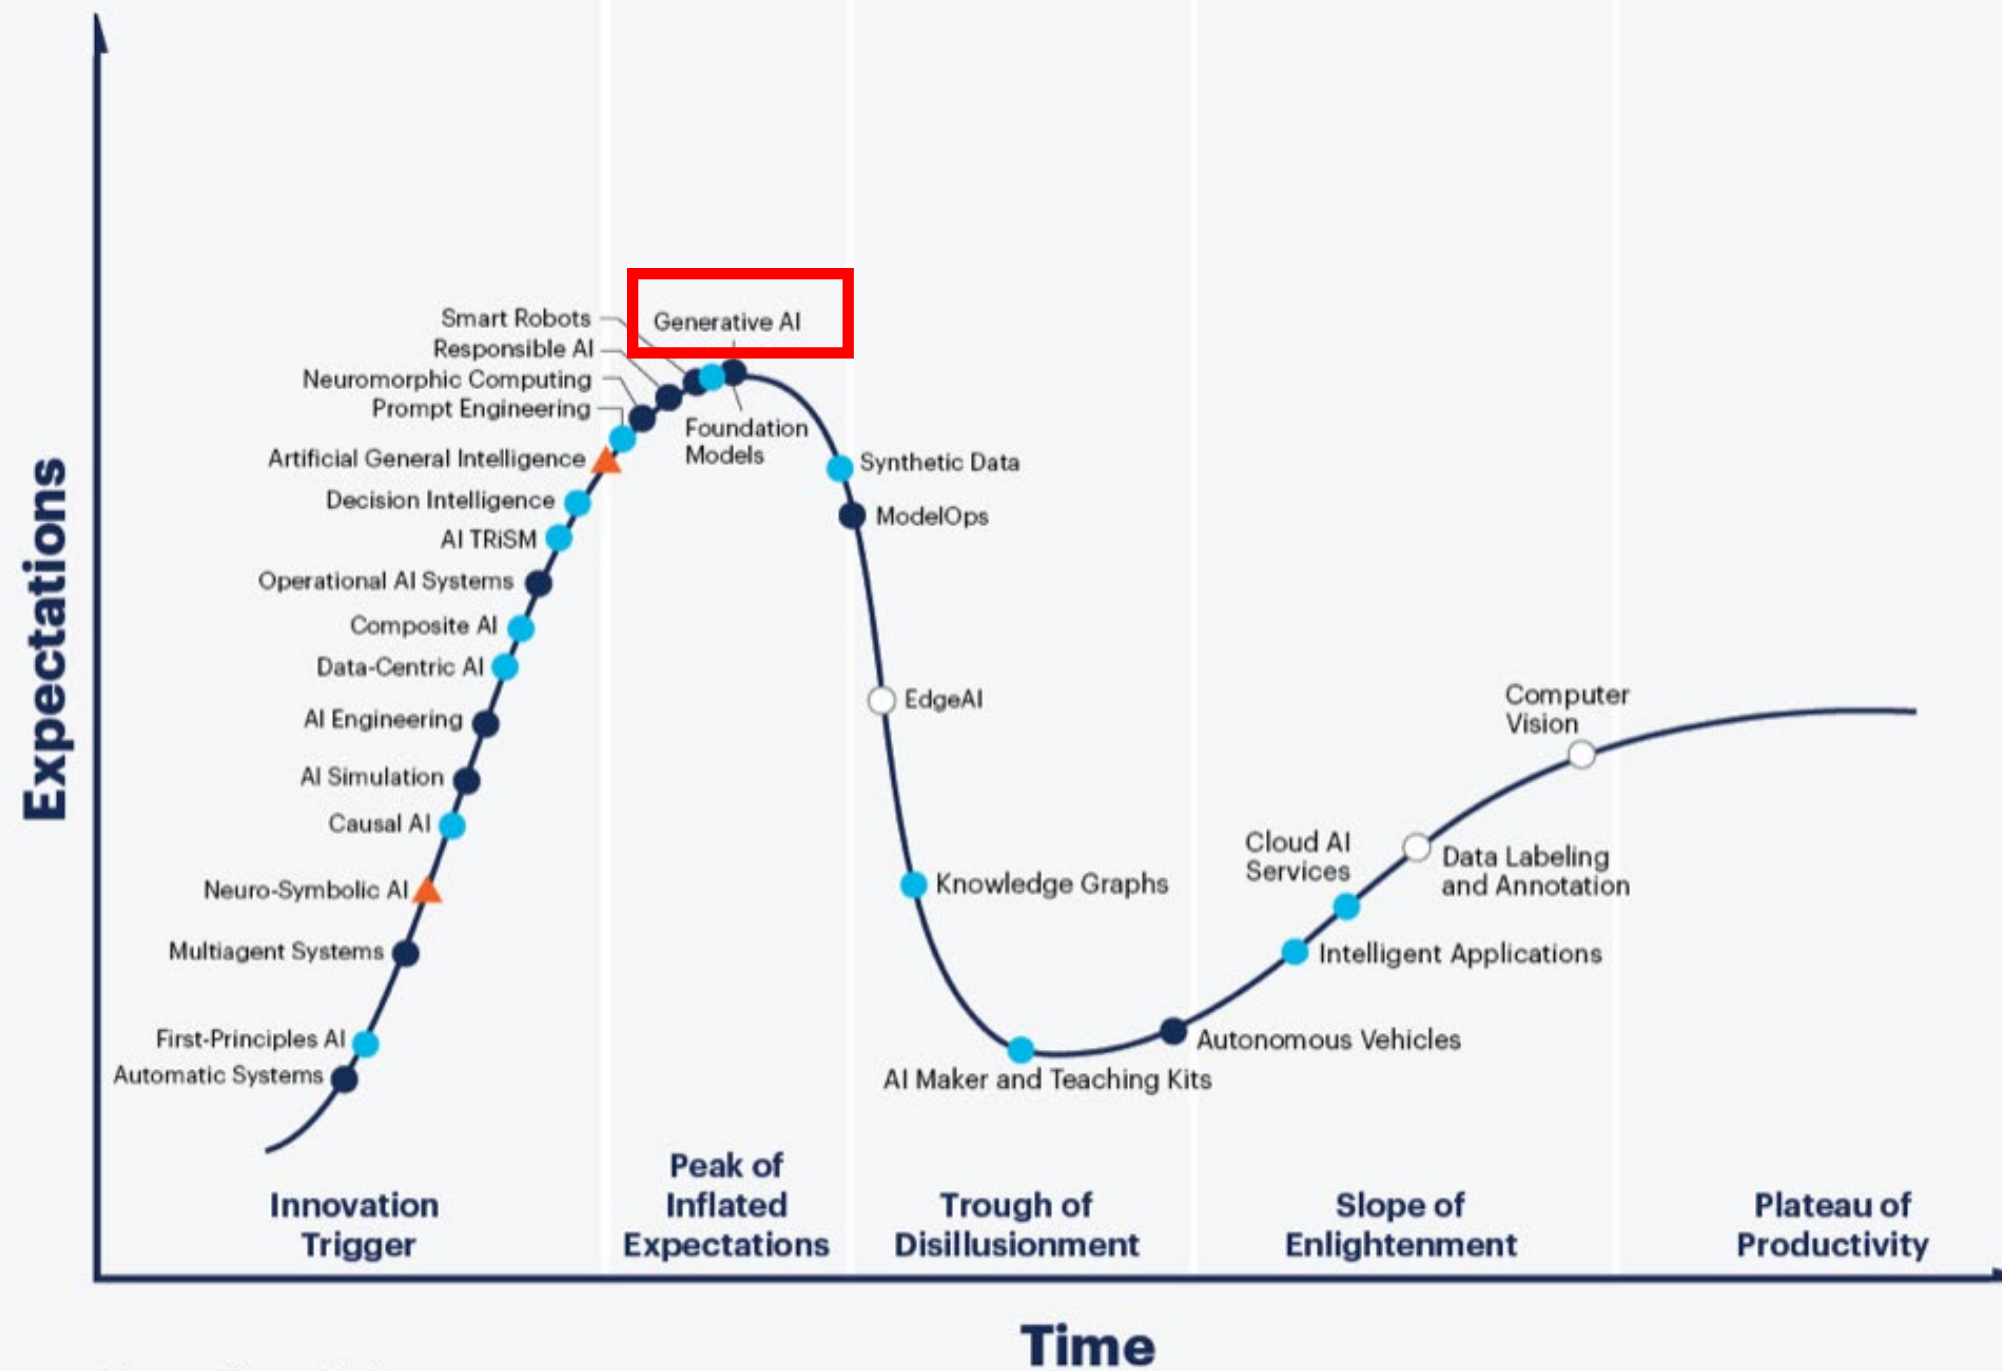 Expectations
Smart Robots
Generative AI
Responsible AI
Neuromorphic Computing
Prompt Engineering
Foundation
Models
Artificial General Intelligence
Synthetic Data
Decision Intelligence
ModelOps
AI TRiSM
Operational AI Systems
Composite AI
Data-Centric AI
EdgeAI
AI Engineering
Computer
Vision
AI Simulation
Causal AI
Cloud AI
Services
Data Labeling
and Annotation
Neuro-Symbolic AI
Knowledge Graphs
Multiagent Systems
Intelligent Applications
First-Principles AI
Autonomous Vehicles
Automatic Systems
AI Maker and Teaching Kits
Innovation
Trigger
Peak of
Inflated
Expectations
Trough of
Disillusionment
Slope of
Enlightenment
Plateau of
Productivity
Time